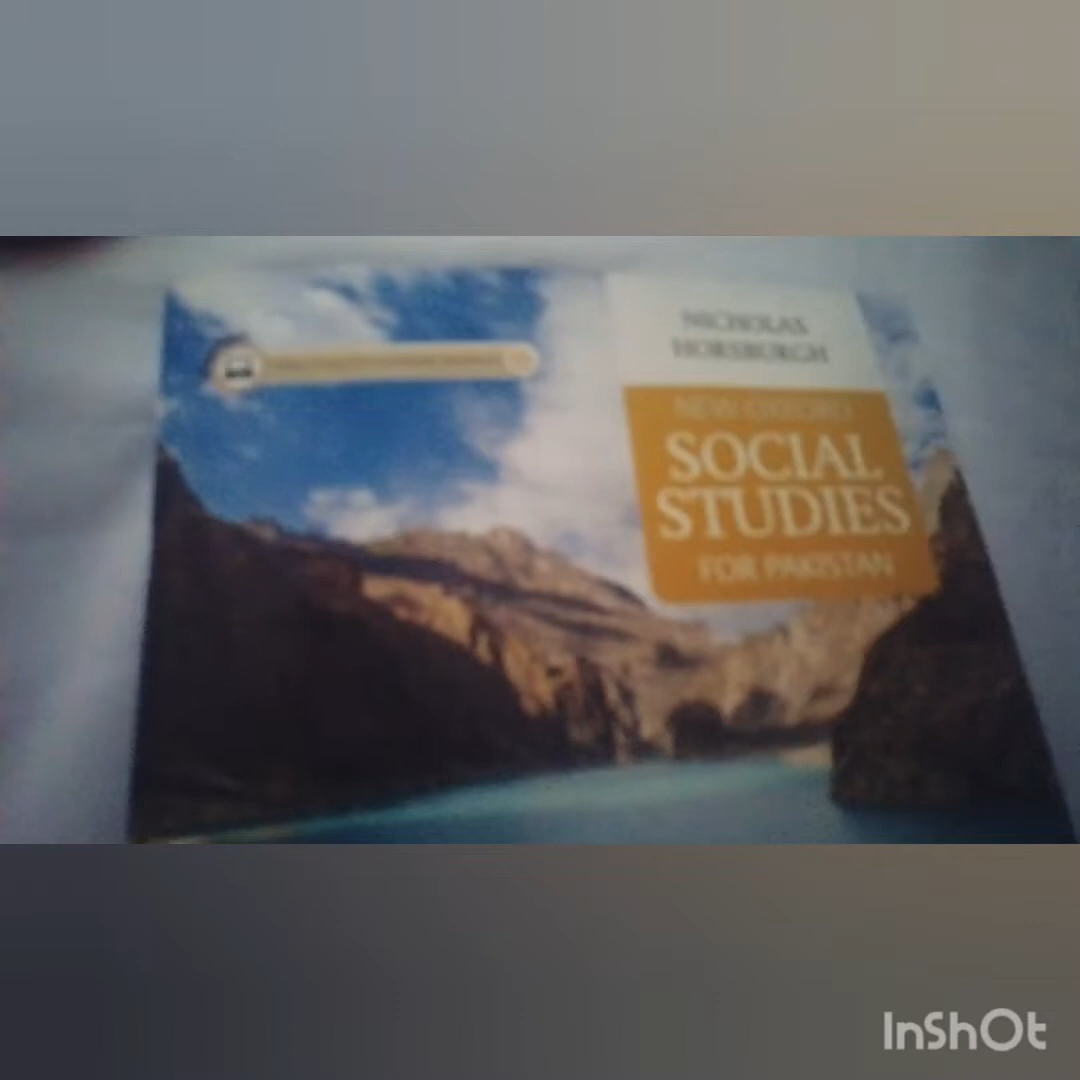 NICHOLAS
HORSBURGH
NEW OXFORD
SOCIAL
STUDIES
FOR PAKISTAN
InShOt